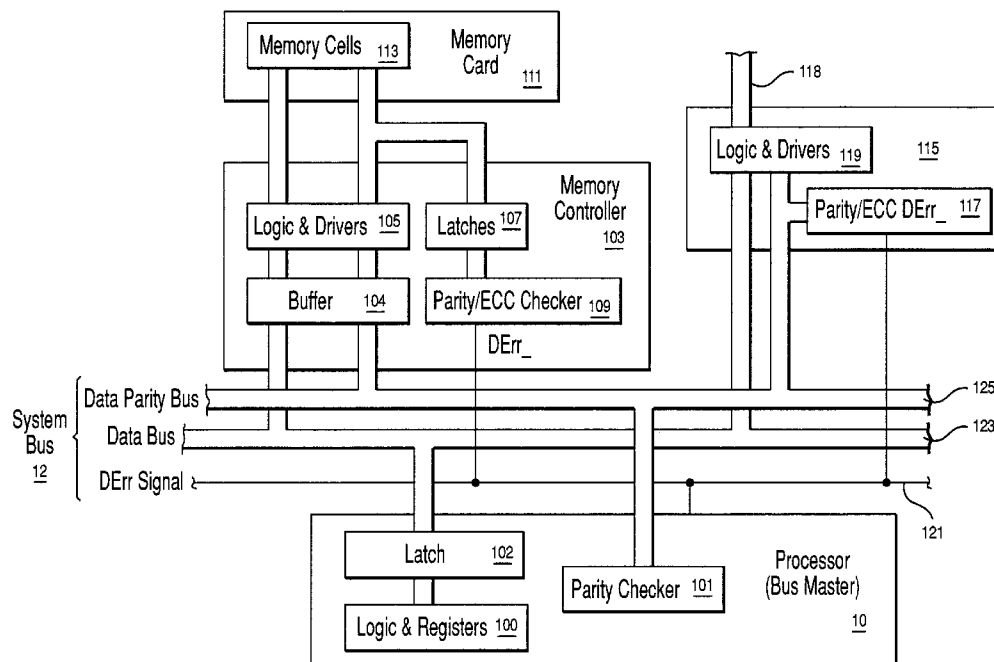 Memory Cells 113
Memory
Card
111
118
Logic & Drivers 119
115
Parity/ECC DErr_ 117
Memory
Controller
103
Logic & Drivers 105
Latches 107
Buffer 104
Parity/ECC Checker 109
DErr_
System
Bus
12
Data Parity Bus
125
Data Bus
123
DErr Signal
121
Latch 102
Parity Checker 101
Processor
(Bus Master)
10
Logic & Registers 100